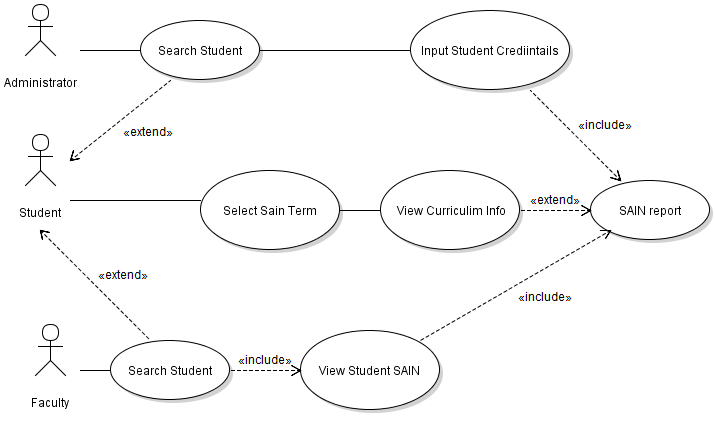 Search Student
Input Student Crediintails
Administrator
«include»
«extend»
«extend»
Student
Select Sain Term
View Curriculim Info
SAIN report
«extend»
«include»
«include»
Search Student
View Student SAIN
Faculty